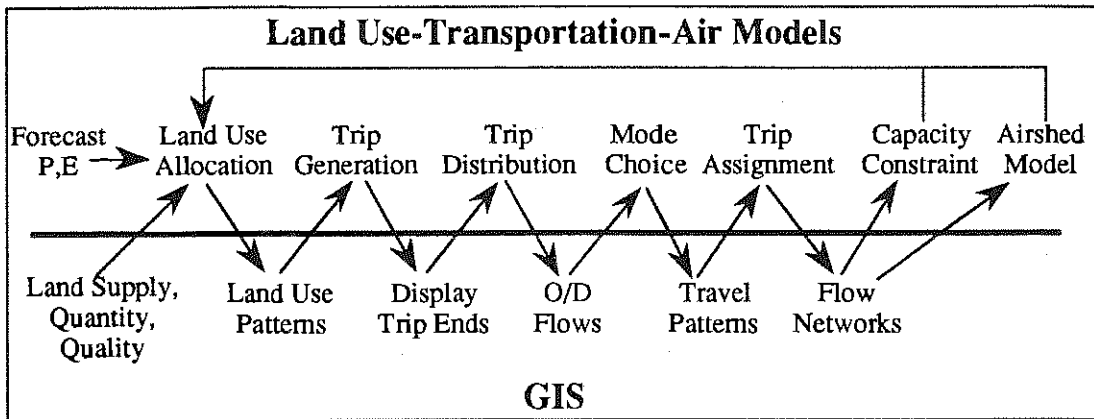 Land Use-Transportation-Air Models
Forecast
P,E
Land Use
Allocation
Trip
Generation
Trip
Distribution
Mode
Choice
Trip
Assignment
Capacity
Constraint
Airshed
Model
Land Supply,
Quantity,
Quality
Land Use
Patterns
Display
Trip Ends
O/D
Flows
Travel
Patterns
Flow
Networks
GIS